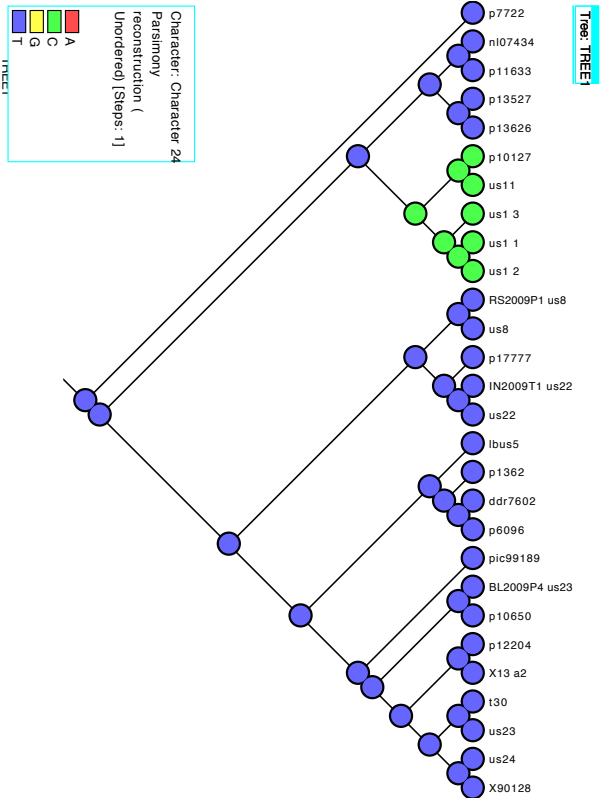 Tree: TREE1
Character: Character 24
Parsimony
reconstruction (
Unordered) [Steps: 1]
A
G
C
T
p7722
nl07434
p11633
p13527
p13626
p10127
us11
us1 3
us1 1
us1 2
RS2009P1 us8
us8
p17777
IN2009T1 us22
us22
lbus5
p1362
ddr7602
p6096
pic99189
BL2009P4 us23
p10650
p12204
X13 a2
t30
us23
us24
X90128